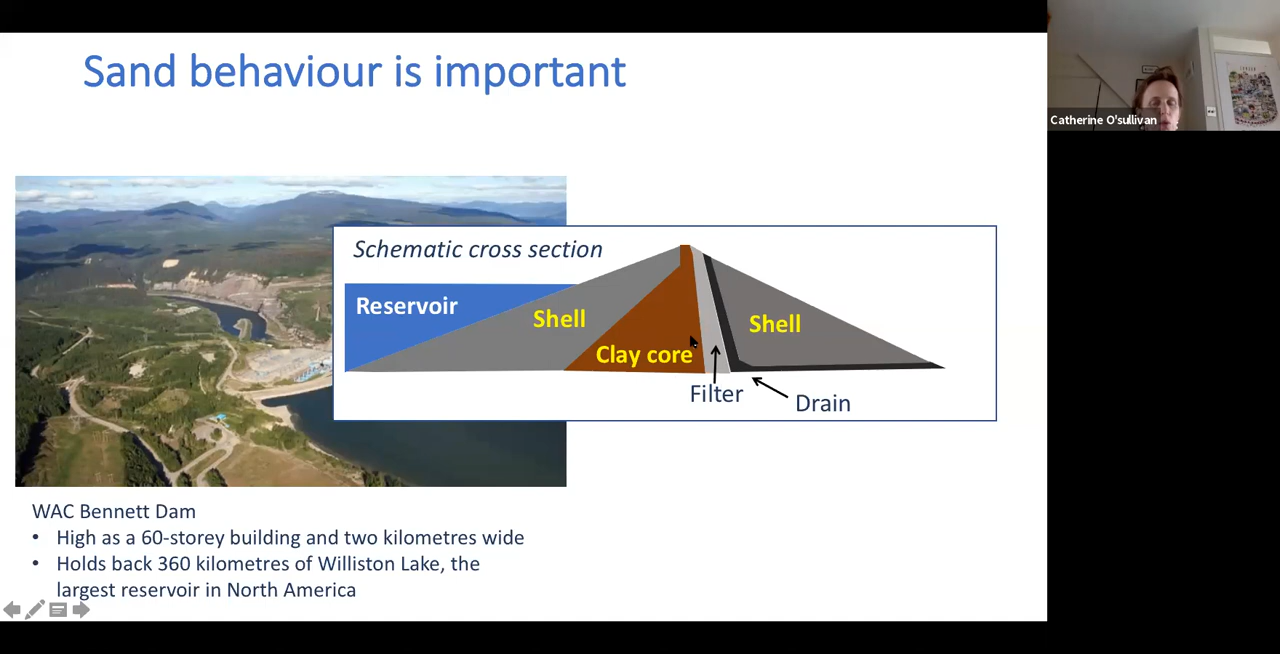 Sand behaviour is important
Catherine O'sullivan
Schematic cross section
Reservoir
Shell
Shell
Clay core
Filter
Drain
WAC Bennett Dam
• High as a 60-storey building and two kilometres wide
• Holds back 360 kilometres of Williston Lake, the
largest reservoir in North America